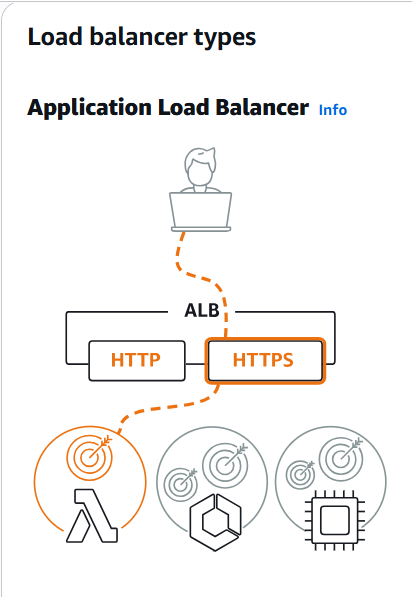 Load balancer types
Application Load Balancer Info
ALB
HTTP HTTPS